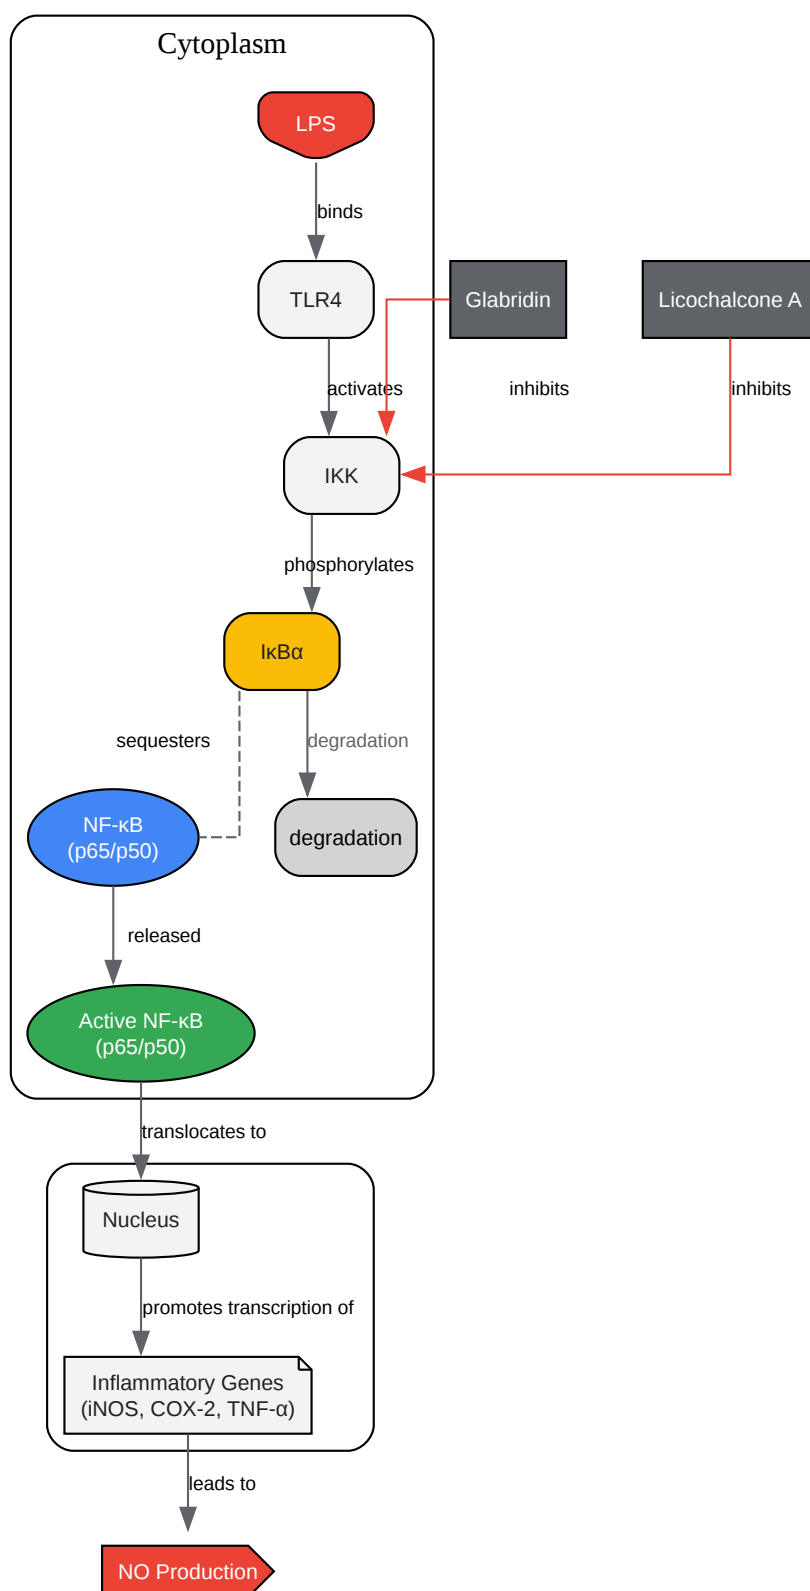 Cytoplasm
LPS
binds
TLR4
Glabridin
Licochalcone A
activates
inhibits
inhibits
IKK
phosphorylates
IκBα
sequesters
degradation
NF-κB
(p65/p50)
degradation
released
Active NF-κB
(p65/p50)
translocates to
Nucleus
promotes transcription of
Inflammatory Genes
(iNOS, COX-2, TNF-α)
leads to
NO Production